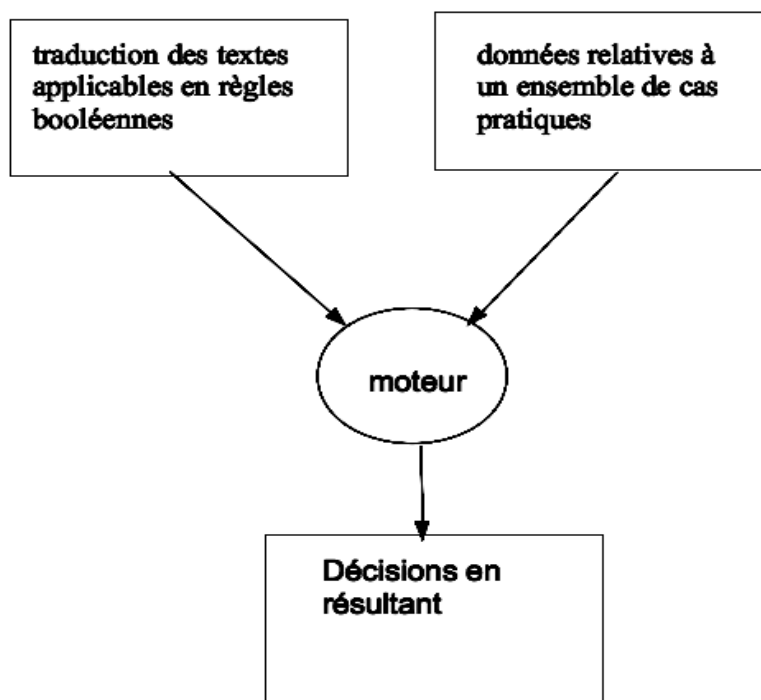 traduction des textes
applicables en règles
booléennes
données relatives à
un ensemble de cas
pratiques
moteur
Décisions en
résultant